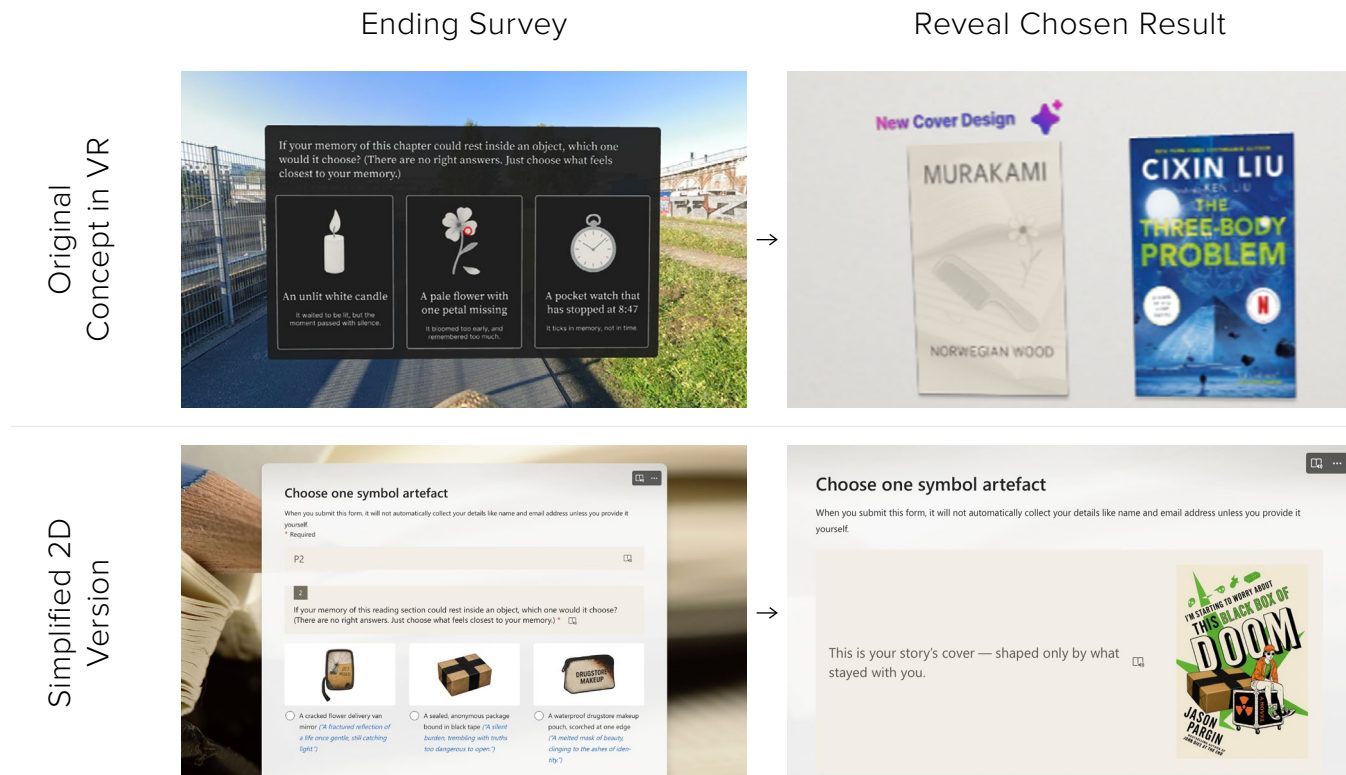 Ending Survey
Reveal Chosen Result
Original
Concept in VR
If your memory of this chapter could rest inside an object, which one
would it choose? (There are no right answers. Just choose what feels
closest to your memory.)
An unlit white candle
It waited to be lit, but the
moment passed with silence.
A pale flower with
one petal missing
It bloomed too early, and
remembered too much.
A pocket watch that
has stopped at 8:47
It ticks in memory, not in time.
New Cover Design
MURAKAMI
NORWEGIAN WOOD
CIXIN LIU
KEN LIU
THE
THREE-BODY
PROBLEM
N
Simplified 2D
Version
Choose one symbol artefact
When you submit this form, it will not automatically collect your details like name and email address unless you provide it
yourself.
* Required
P2
2
If your memory of this reading section could rest inside an object, which one would it choose?
(There are no right answers. Just choose what feels closest to your memory.) *
DRUGSTORE
MAKEUP
A cracked flower delivery van
mirror ("A fractured reflection of
a life once gentle, still catching
light.")
A sealed, anonymous package
bound in black tape ("A silent
burden, trembling with truths
too dangerous to open.")
A waterproof drugstore makeup
pouch, scorched at one edge
("A melted mask of beauty,
clinging to the ashes of iden-
tity.")
Choose one symbol artefact
When you submit this form, it will not automatically collect your details like name and email address unless you provide it
yourself.
This is your story's cover — shaped only by what
stayed with you.
I'M STARTING TO WORRY ABOUT
THIS BLACK BOX OF
DOOM
JASON
PARGIN